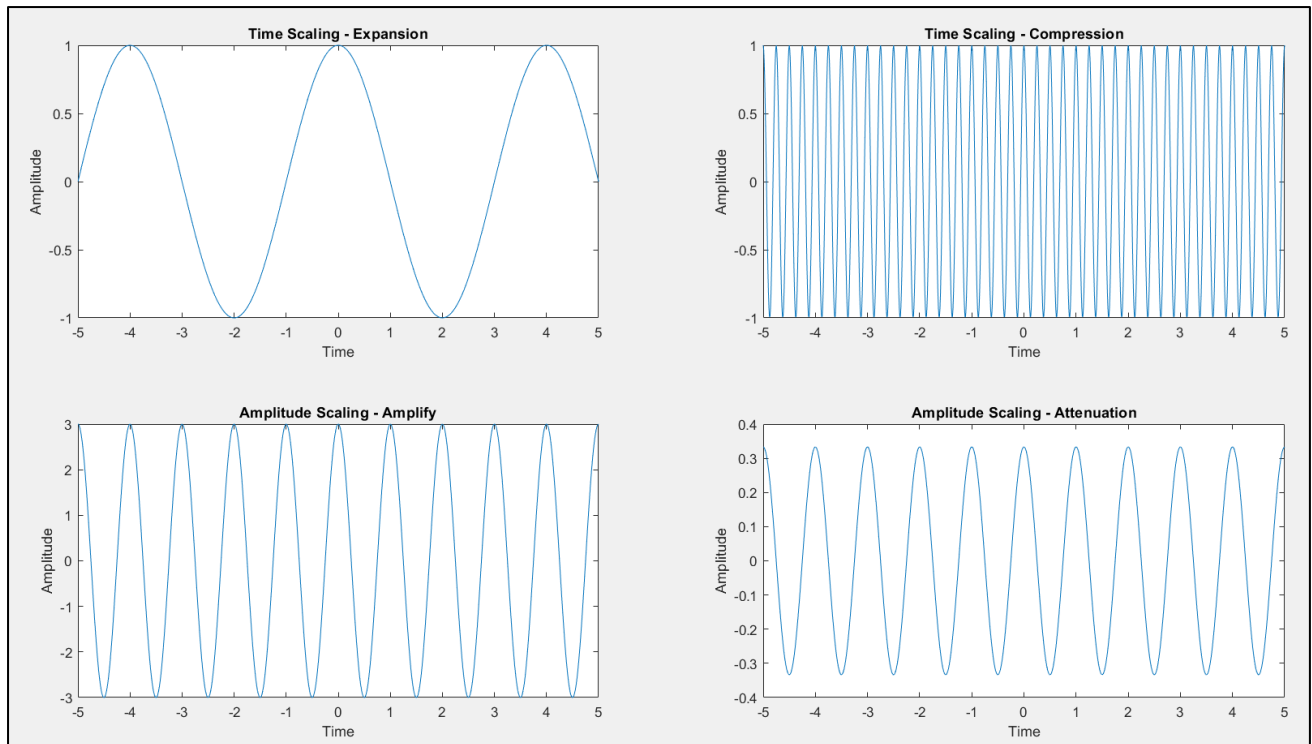 Time Scaling - Expansion
1
0.5
0
-0.5
-1
Amplitude
-5 -4 -3 -2 -1 0 1 2 3 4 5
Time
Time Scaling - Compression
1
0.5
0
-0.5
-1
Amplitude
-5 -4 -3 -2 -1 0 1 2 3 4 5
Time
Amplitude Scaling - Amplify
3
2
1
0
-1
-2
-3
Amplitude
-5 -4 -3 -2 -1 0 1 2 3 4 5
Time
Amplitude Scaling - Attenuation
0.4
0.3
0.2
0.1
0
-0.1
-0.2
-0.3
-0.4
Amplitude
-5 -4 -3 -2 -1 0 1 2 3 4 5
Time